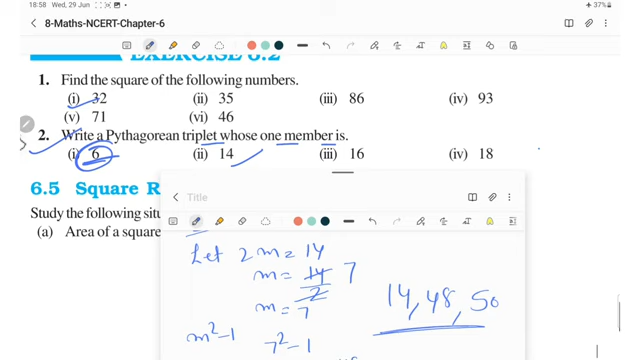 18:58 Wed, 29 Jun
37%
8-Maths-NCERT-Chapter-6
EXERCISE 6.2
1. Find the square of the following numbers.
(i) 32 (ii) 35 (iii) 86 (iv) 93
(v) 71 (vi) 46
2. Write a Pythagorean triplet whose one member is.
(i) 6 (ii) 14 (iii) 16 (iv) 18
6.5 Square R
Study the following situ
(a) Area of a square
Title
Let 2m = 14
m = 14/2 7
m = 7
14, 48, 50
m²-1 7²-1